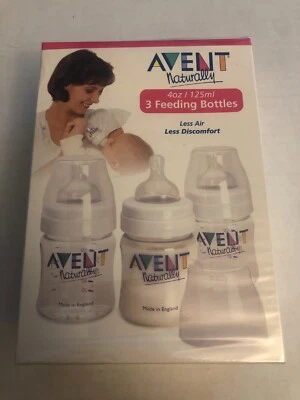 AVENT
Naturally
4oz / 125ml
3 Feeding Bottles
Less Air
Less Discomfort
AVENT
Naturally
Made in England
AVENT
Naturally
Made in England
AVENT
Naturally